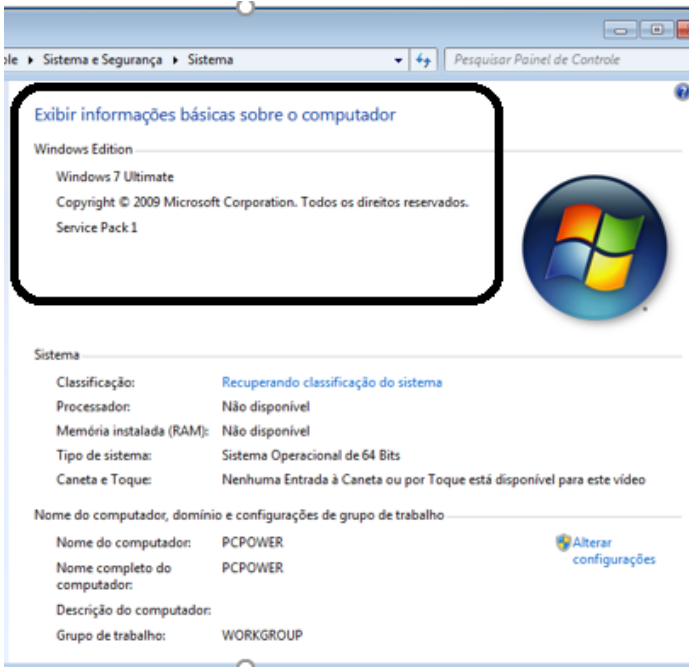 ole ▸ Sistema e Segurança ▸ Sistema
Pesquisar Painel de Controle
Exibir informações básicas sobre o computador
Windows Edition
Windows 7 Ultimate
Copyright © 2009 Microsoft Corporation. Todos os direitos reservados.
Service Pack 1
Sistema
Classificação: Recuperando classificação do sistema
Processador: Não disponível
Memória instalada (RAM): Não disponível
Tipo de sistema: Sistema Operacional de 64 Bits
Caneta e Toque: Nenhuma Entrada à Caneta ou por Toque está disponível para este vídeo
Nome do computador, domínio e configurações de grupo de trabalho
Nome do computador: PCPOWER
Alterar
configurações
Nome completo do
computador: PCPOWER
Descrição do computador:
Grupo de trabalho: WORKGROUP